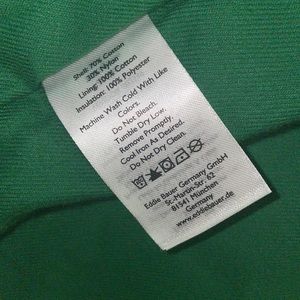 Shell: 70% Cotton
30% Nylon
Lining: 100% Cotton
Insulation: 100% Polyester
Machine Wash Cold With Like
Colors.
Do Not Bleach.
Tumble Dry Low.
Remove Promptly.
Cool Iron As Desired.
Do Not Dry Clean.
Eddie Bauer Germany GmbH
St.-Martin-Str. 62
81541 München
Germany
www.eddiebauer.de